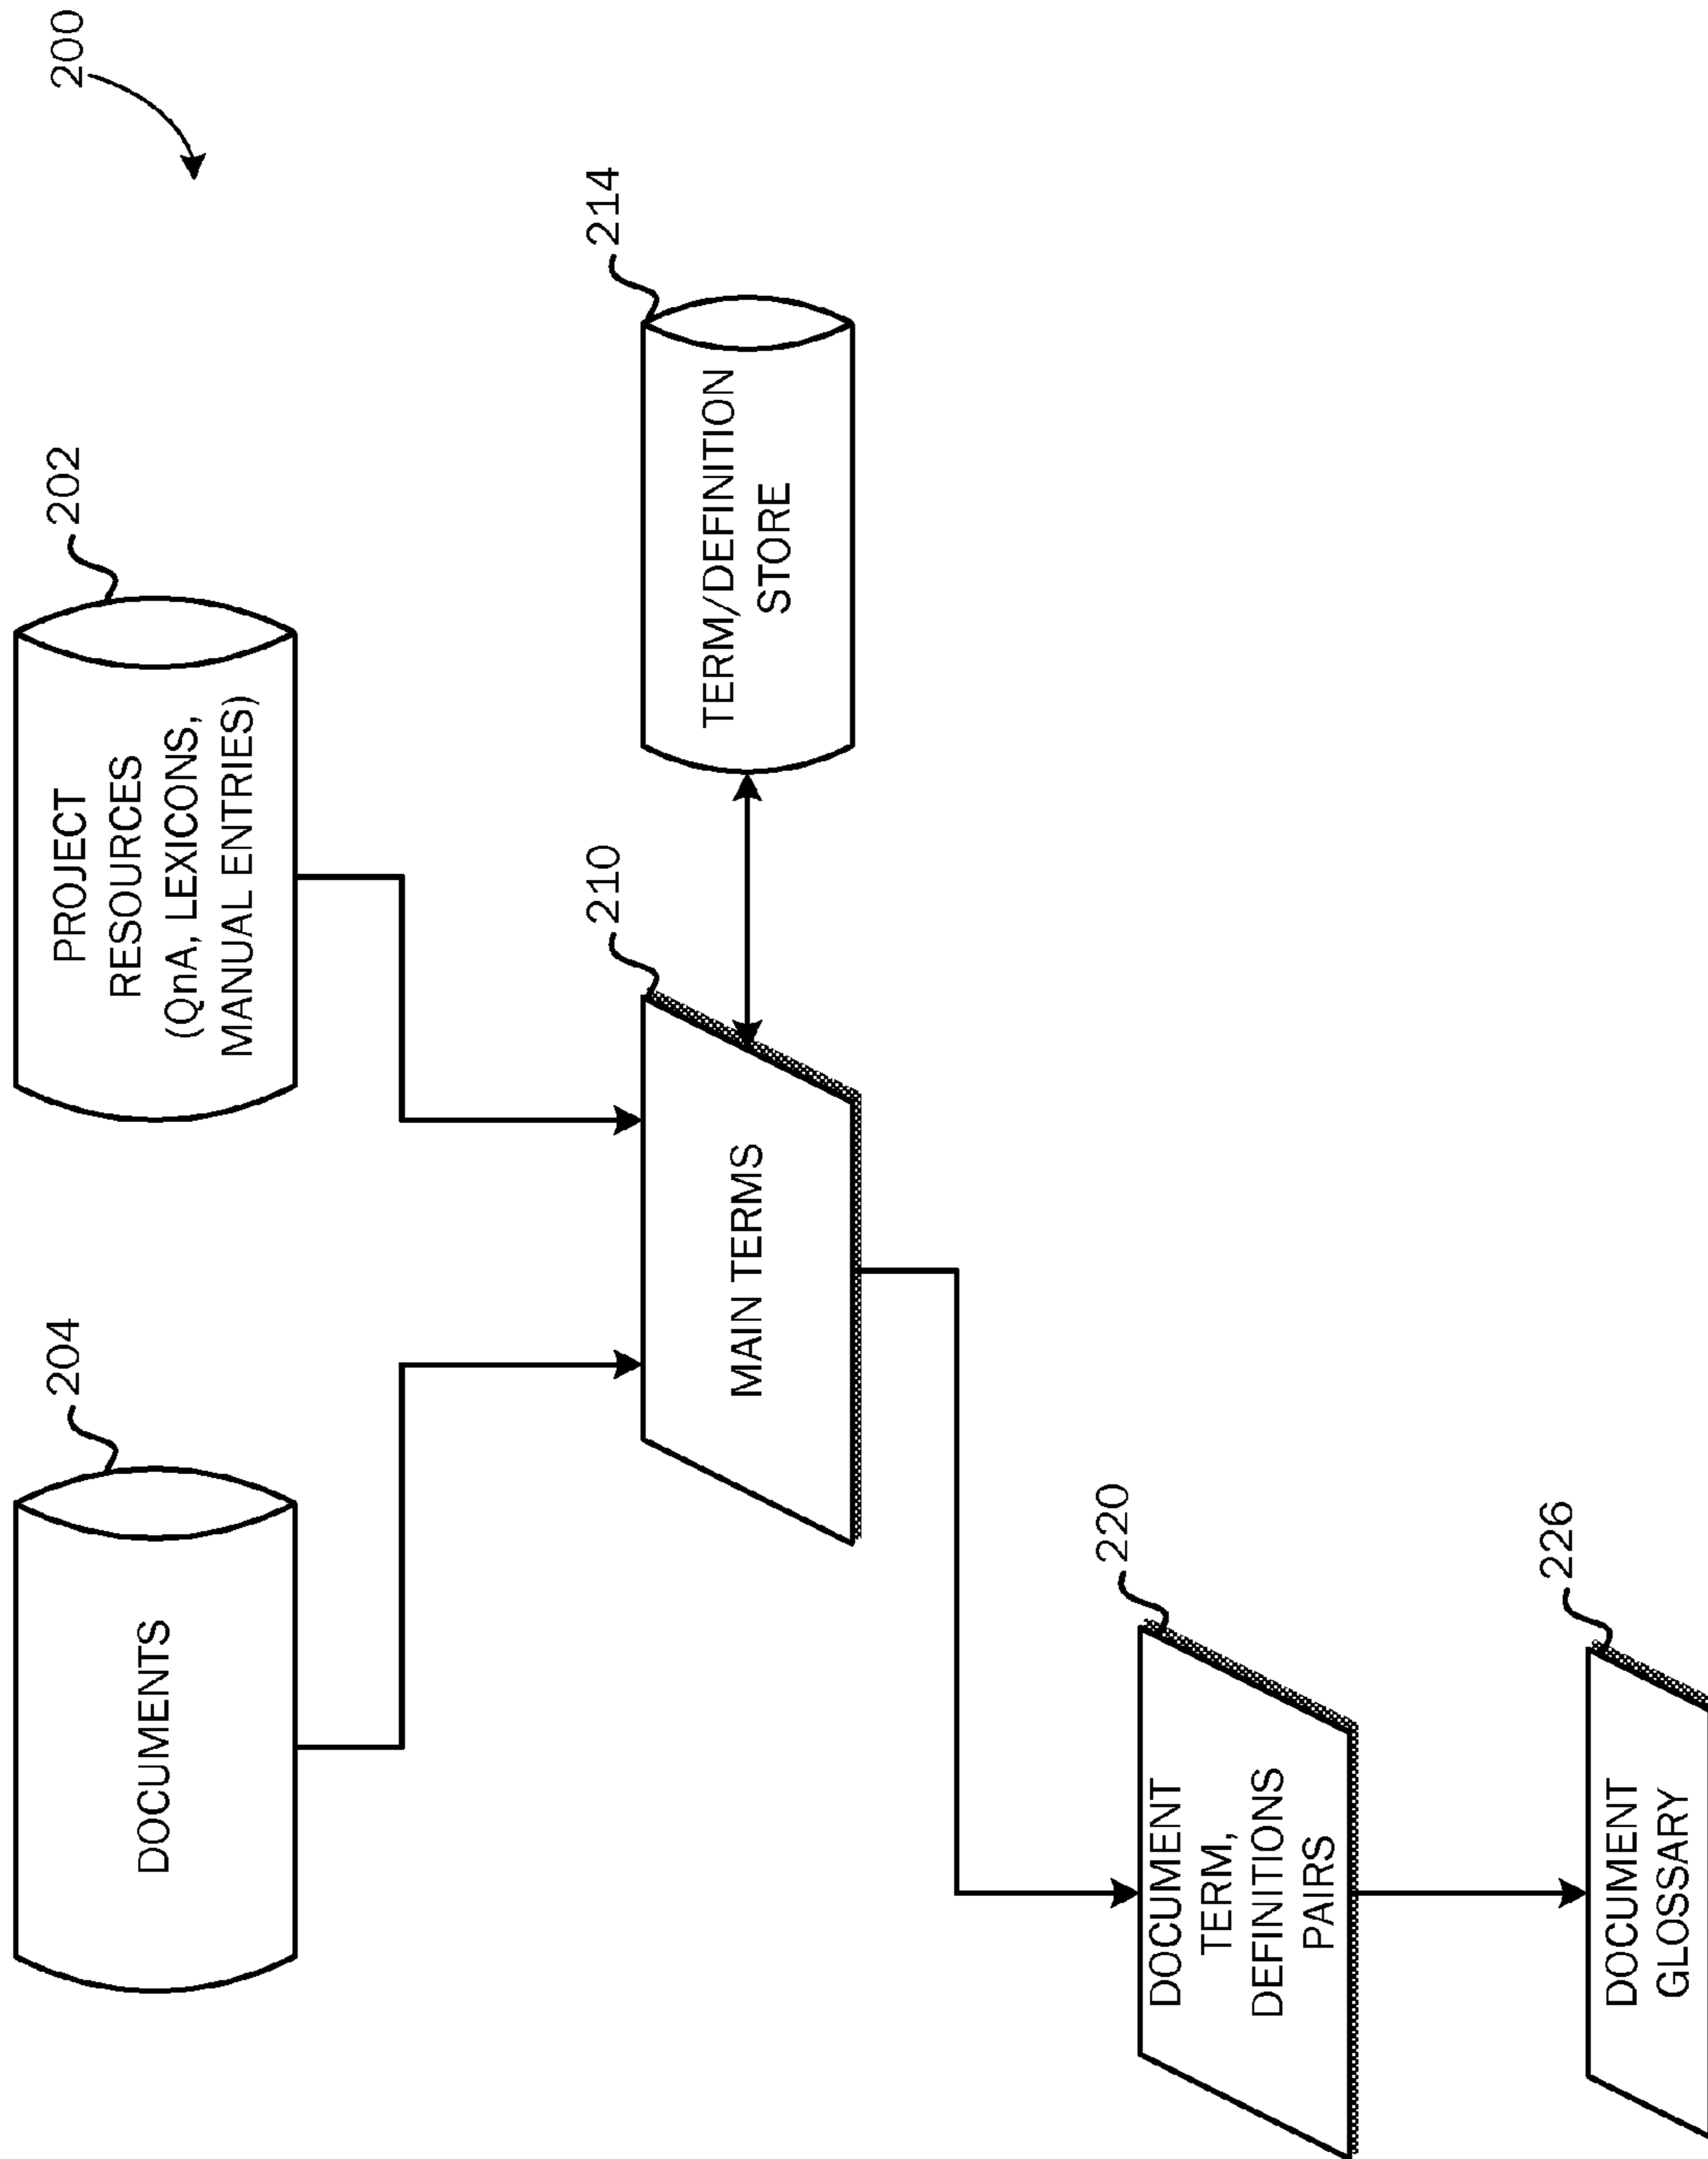 200
204
202
DOCUMENTS
PROJECT
RESOURCES
(QnA, LEXICONS,
MANUAL ENTRIES)
210
214
MAIN TERMS
TERM/DEFINITION
STORE
220
DOCUMENT
TERM,
DEFINITIONS
PAIRS
226
DOCUMENT
GLOSSARY